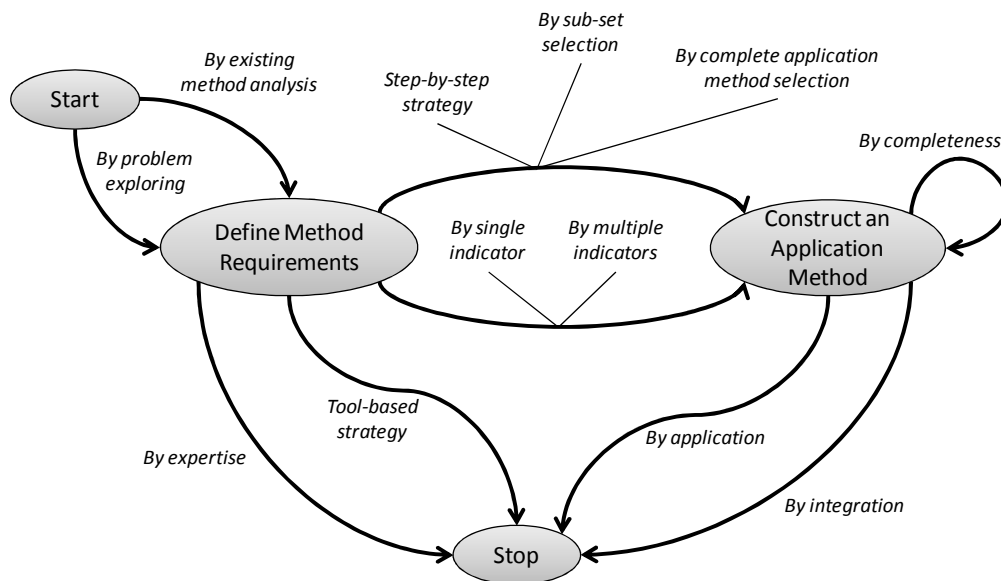 By sub-set
selection
By existing
method analysis
Step-by-step
strategy
By complete application
method selection
Start
By completeness
By problem
exploring
Define Method
Requirements
By single
indicator
By multiple
indicators
Construct an
Application
Method
Tool-based
strategy
By application
By expertise
By integration
Stop